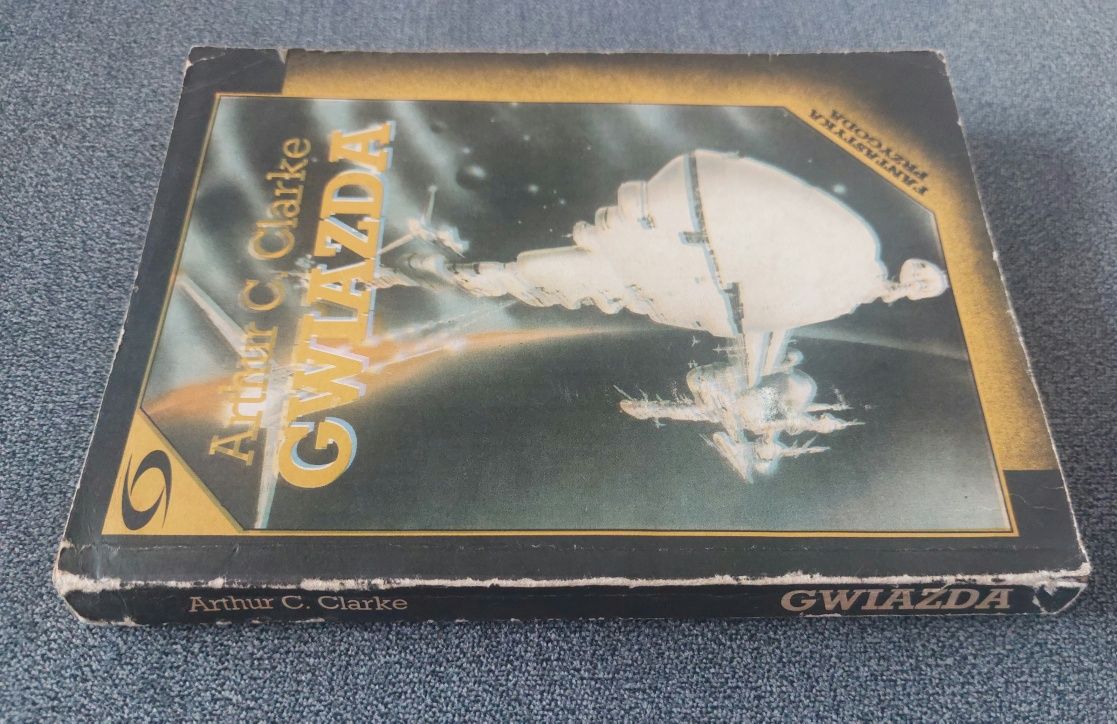 Arthur C. Clarke
GWIAZDA
FANTASTYKA
PRZYGODA
Arthur C. Clarke
GWIAZDA